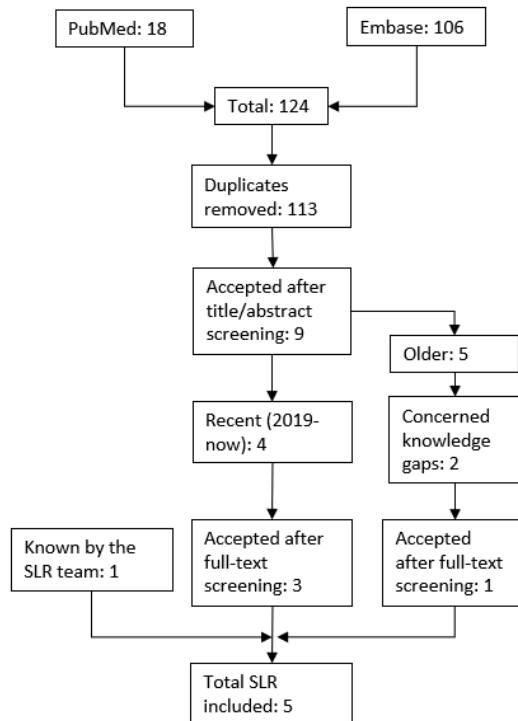 PubMed: 18
Embase: 106
Total: 124
Duplicates
removed: 113
Accepted after
title/abstract
screening: 9
Older: 5
Recent (2019-
now): 4
Concerned
knowledge
gaps: 2
Known by the
SLR team: 1
Accepted after
full-text
screening: 3
Accepted
after full-text
screening: 1
Total SLR
included: 5